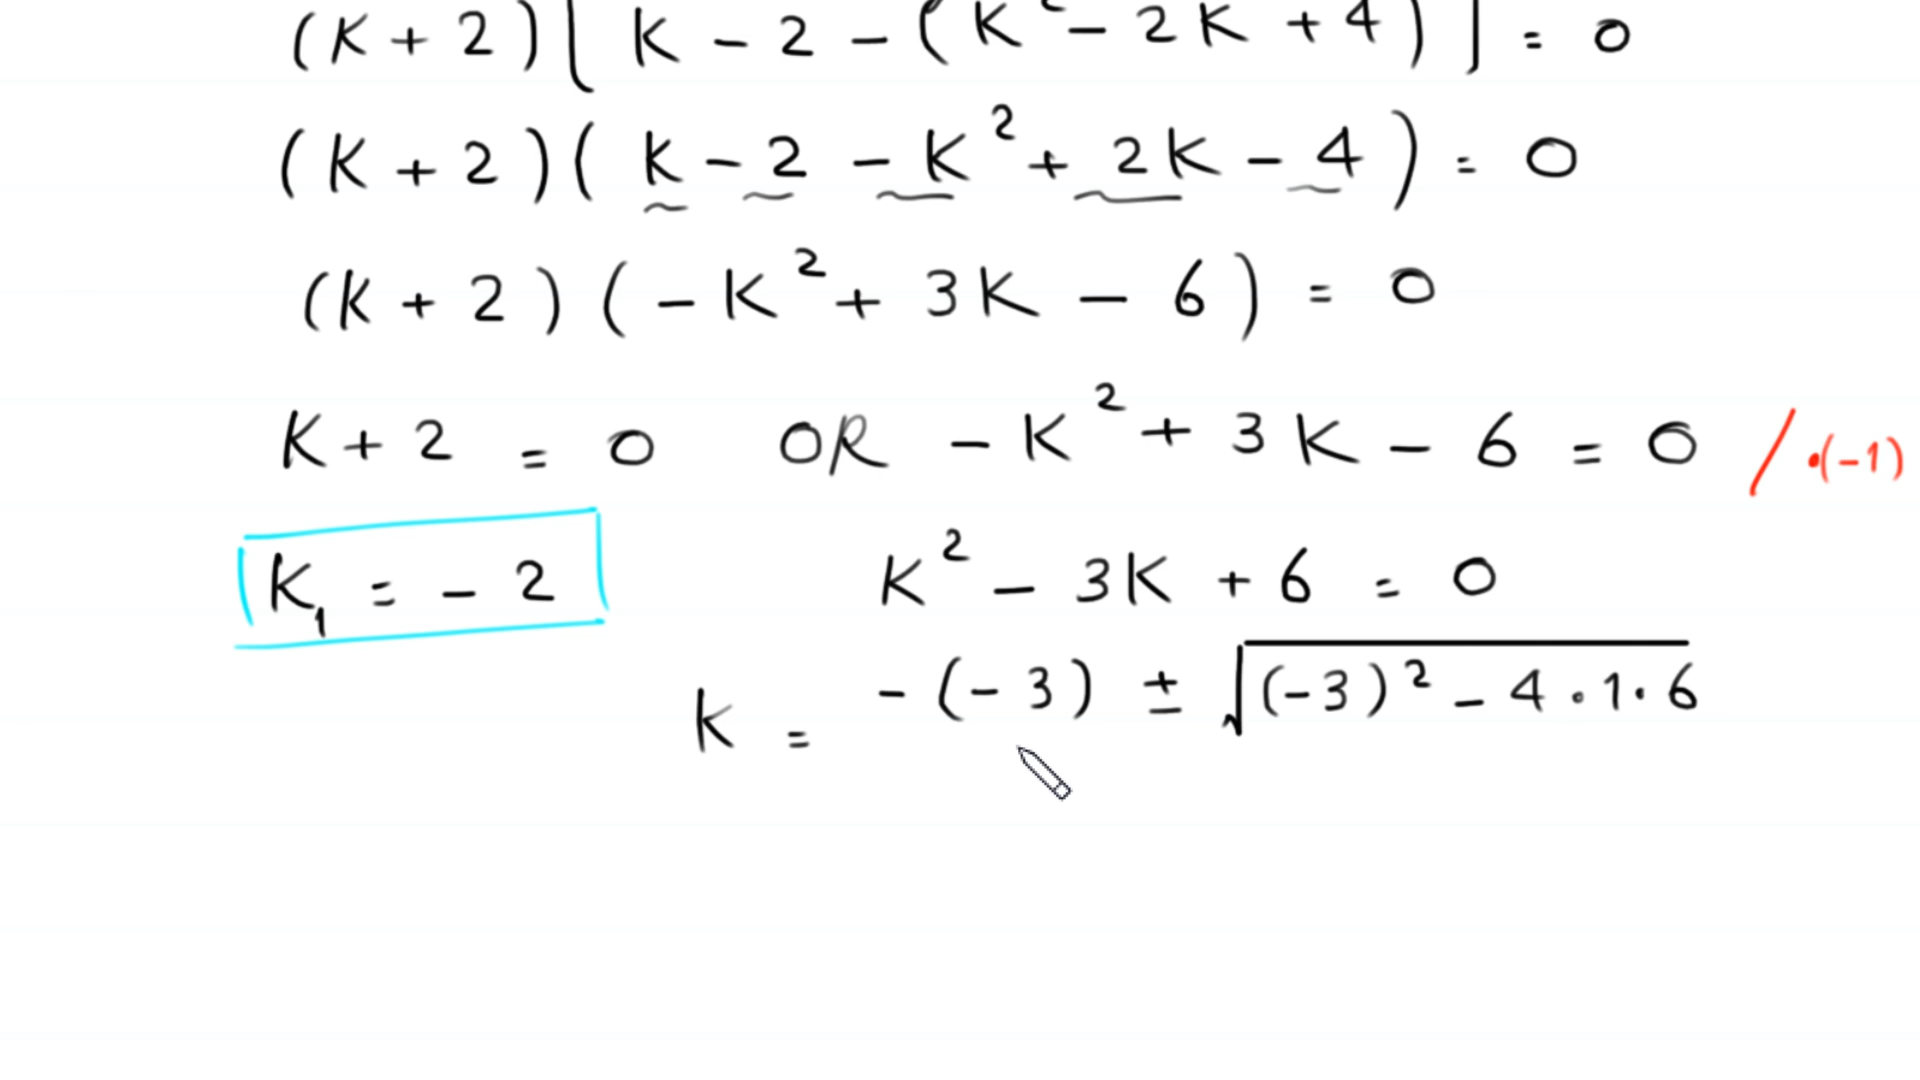 (K + 2)[K - 2 - (K² - 2K + 4)] = 0
(K + 2)(K - 2 - K² + 2K - 4) = 0
(K + 2)(-K² + 3K - 6) = 0
K + 2 = 0 OR -K² + 3K - 6 = 0 / •(-1)
K₁ = -2 K² - 3K + 6 = 0
K = -(-3) ± √(-3)² - 4·1·6